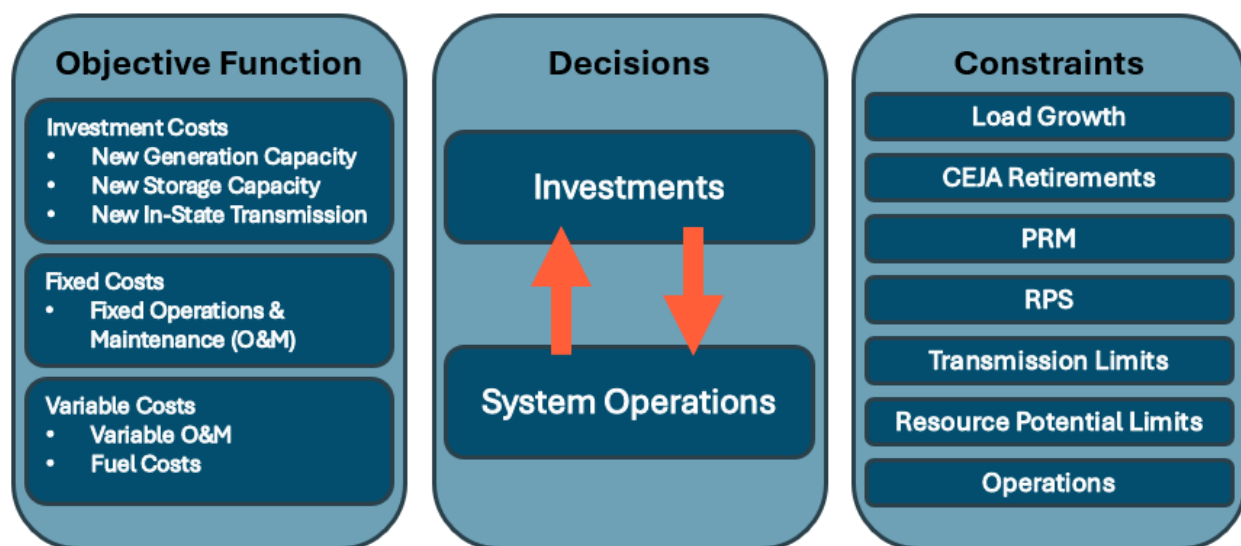 Objective Function
Investment Costs
• New Generation Capacity
• New Storage Capacity
• New In-State Transmission
Fixed Costs
• Fixed Operations &
Maintenance (O&M)
Variable Costs
• Variable O&M
• Fuel Costs
Decisions
Investments
System Operations
Constraints
Load Growth
CEJA Retirements
PRM
RPS
Transmission Limits
Resource Potential Limits
Operations